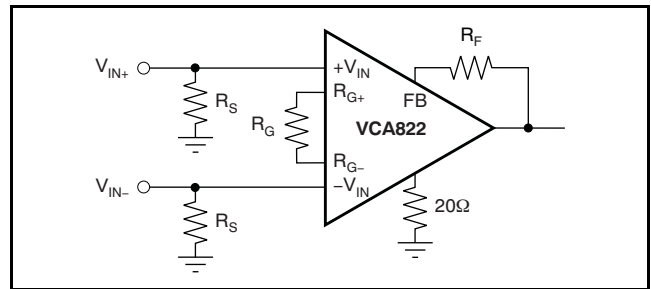 R_F
V_IN+
+V_IN
R_S
R_G+
FB
R_G
VCA822
R_G−
V_IN−
−V_IN
R_S
20Ω